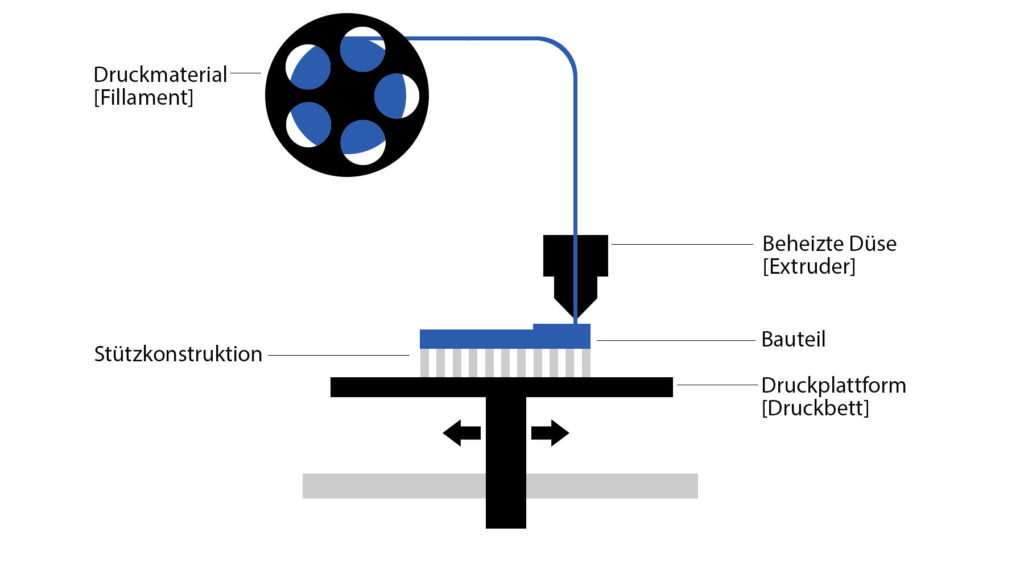 Druckmaterial
[Fillament]
Beheizte Düse
[Extruder]
Stützkonstruktion
Bauteil
Druckplattform
[Druckbett]